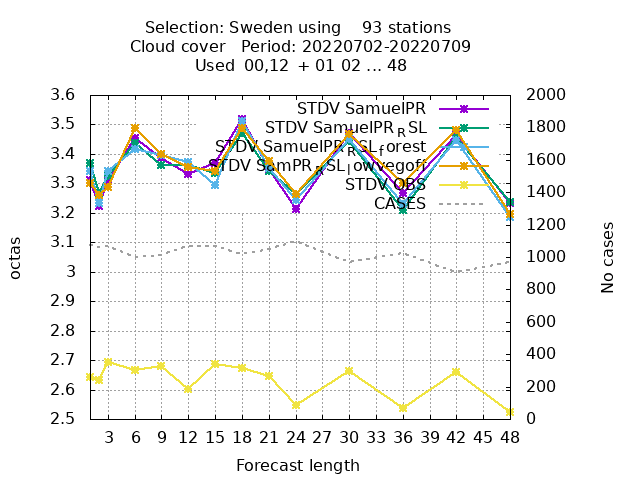 Selection: Sweden using    93 stations
Cloud cover   Period: 20220702-20220709
Used  00,12  + 01 02 ... 48
3.6
3.5
3.4
3.3
3.2
3.1
3
2.9
2.8
2.7
2.6
2.5
octas
2000
1800
1600
1400
1200
1000
800
600
400
200
0
No cases
STDV SamuelPR
STDV SamuelPR_RSL
STDV SamuelPR_RSL_forest
STDV SamPR_RSL_lowvegoff
STDV OBS
CASES
3 6 9 12 15 18 21 24 27 30 33 36 39 42 45 48
Forecast length